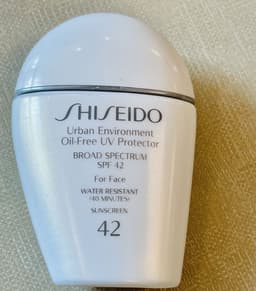 SHISEIDO
Urban Environment
Oil-Free UV Protector
BROAD SPECTRUM
SPF 42
For Face
WATER RESISTANT
(40 MINUTES)
SUNSCREEN
42